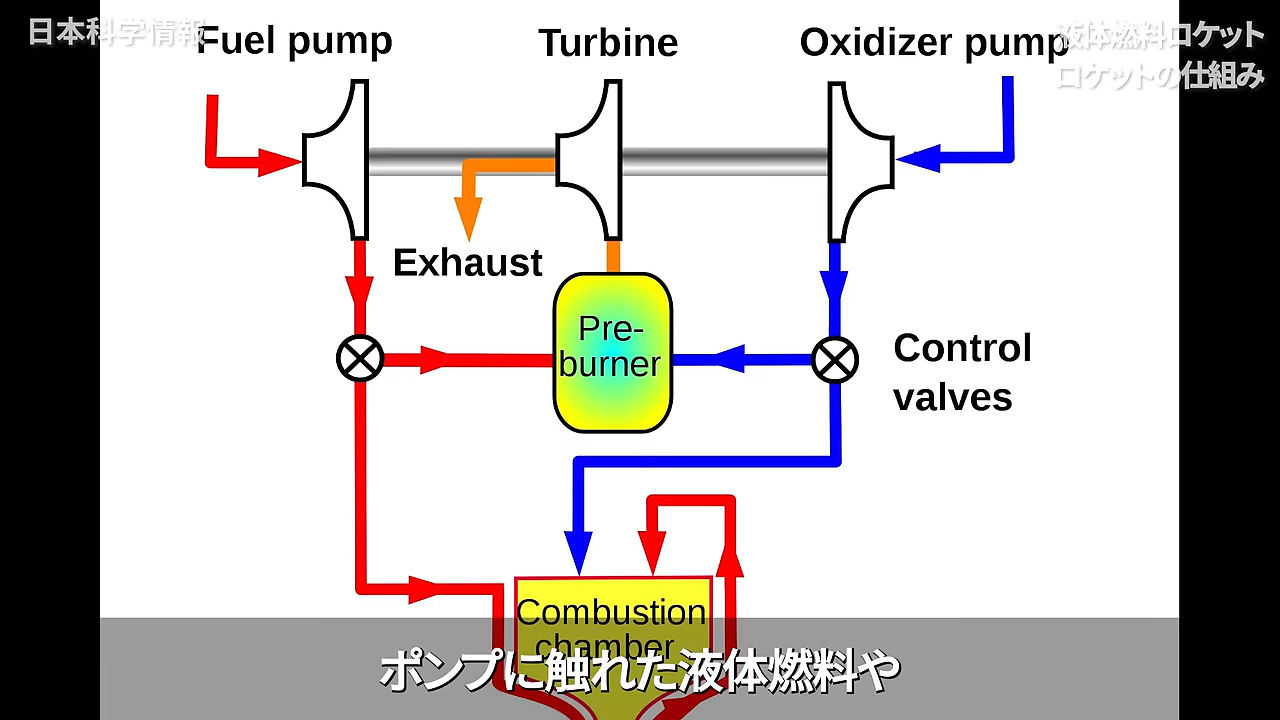 日本科学情報
液体燃料ロケット
ロケットの仕組み
Fuel pump
Turbine
Oxidizer pump
Exhaust
Pre-
burner
Control
valves
Combustion
chamber
ポンプに触れた液体燃料や